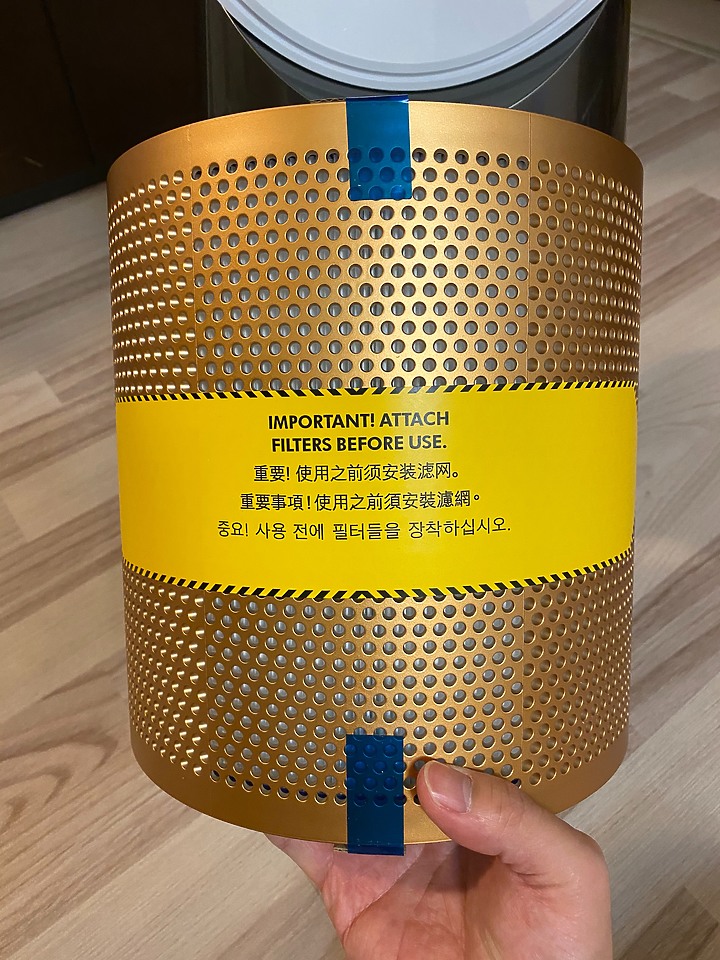 IMPORTANT! ATTACH
FILTERS BEFORE USE.
重要! 使用之前须安装滤网。
重要事項! 使用之前須安裝濾網。
중요! 사용 전에 필터들을 장착하십시오.